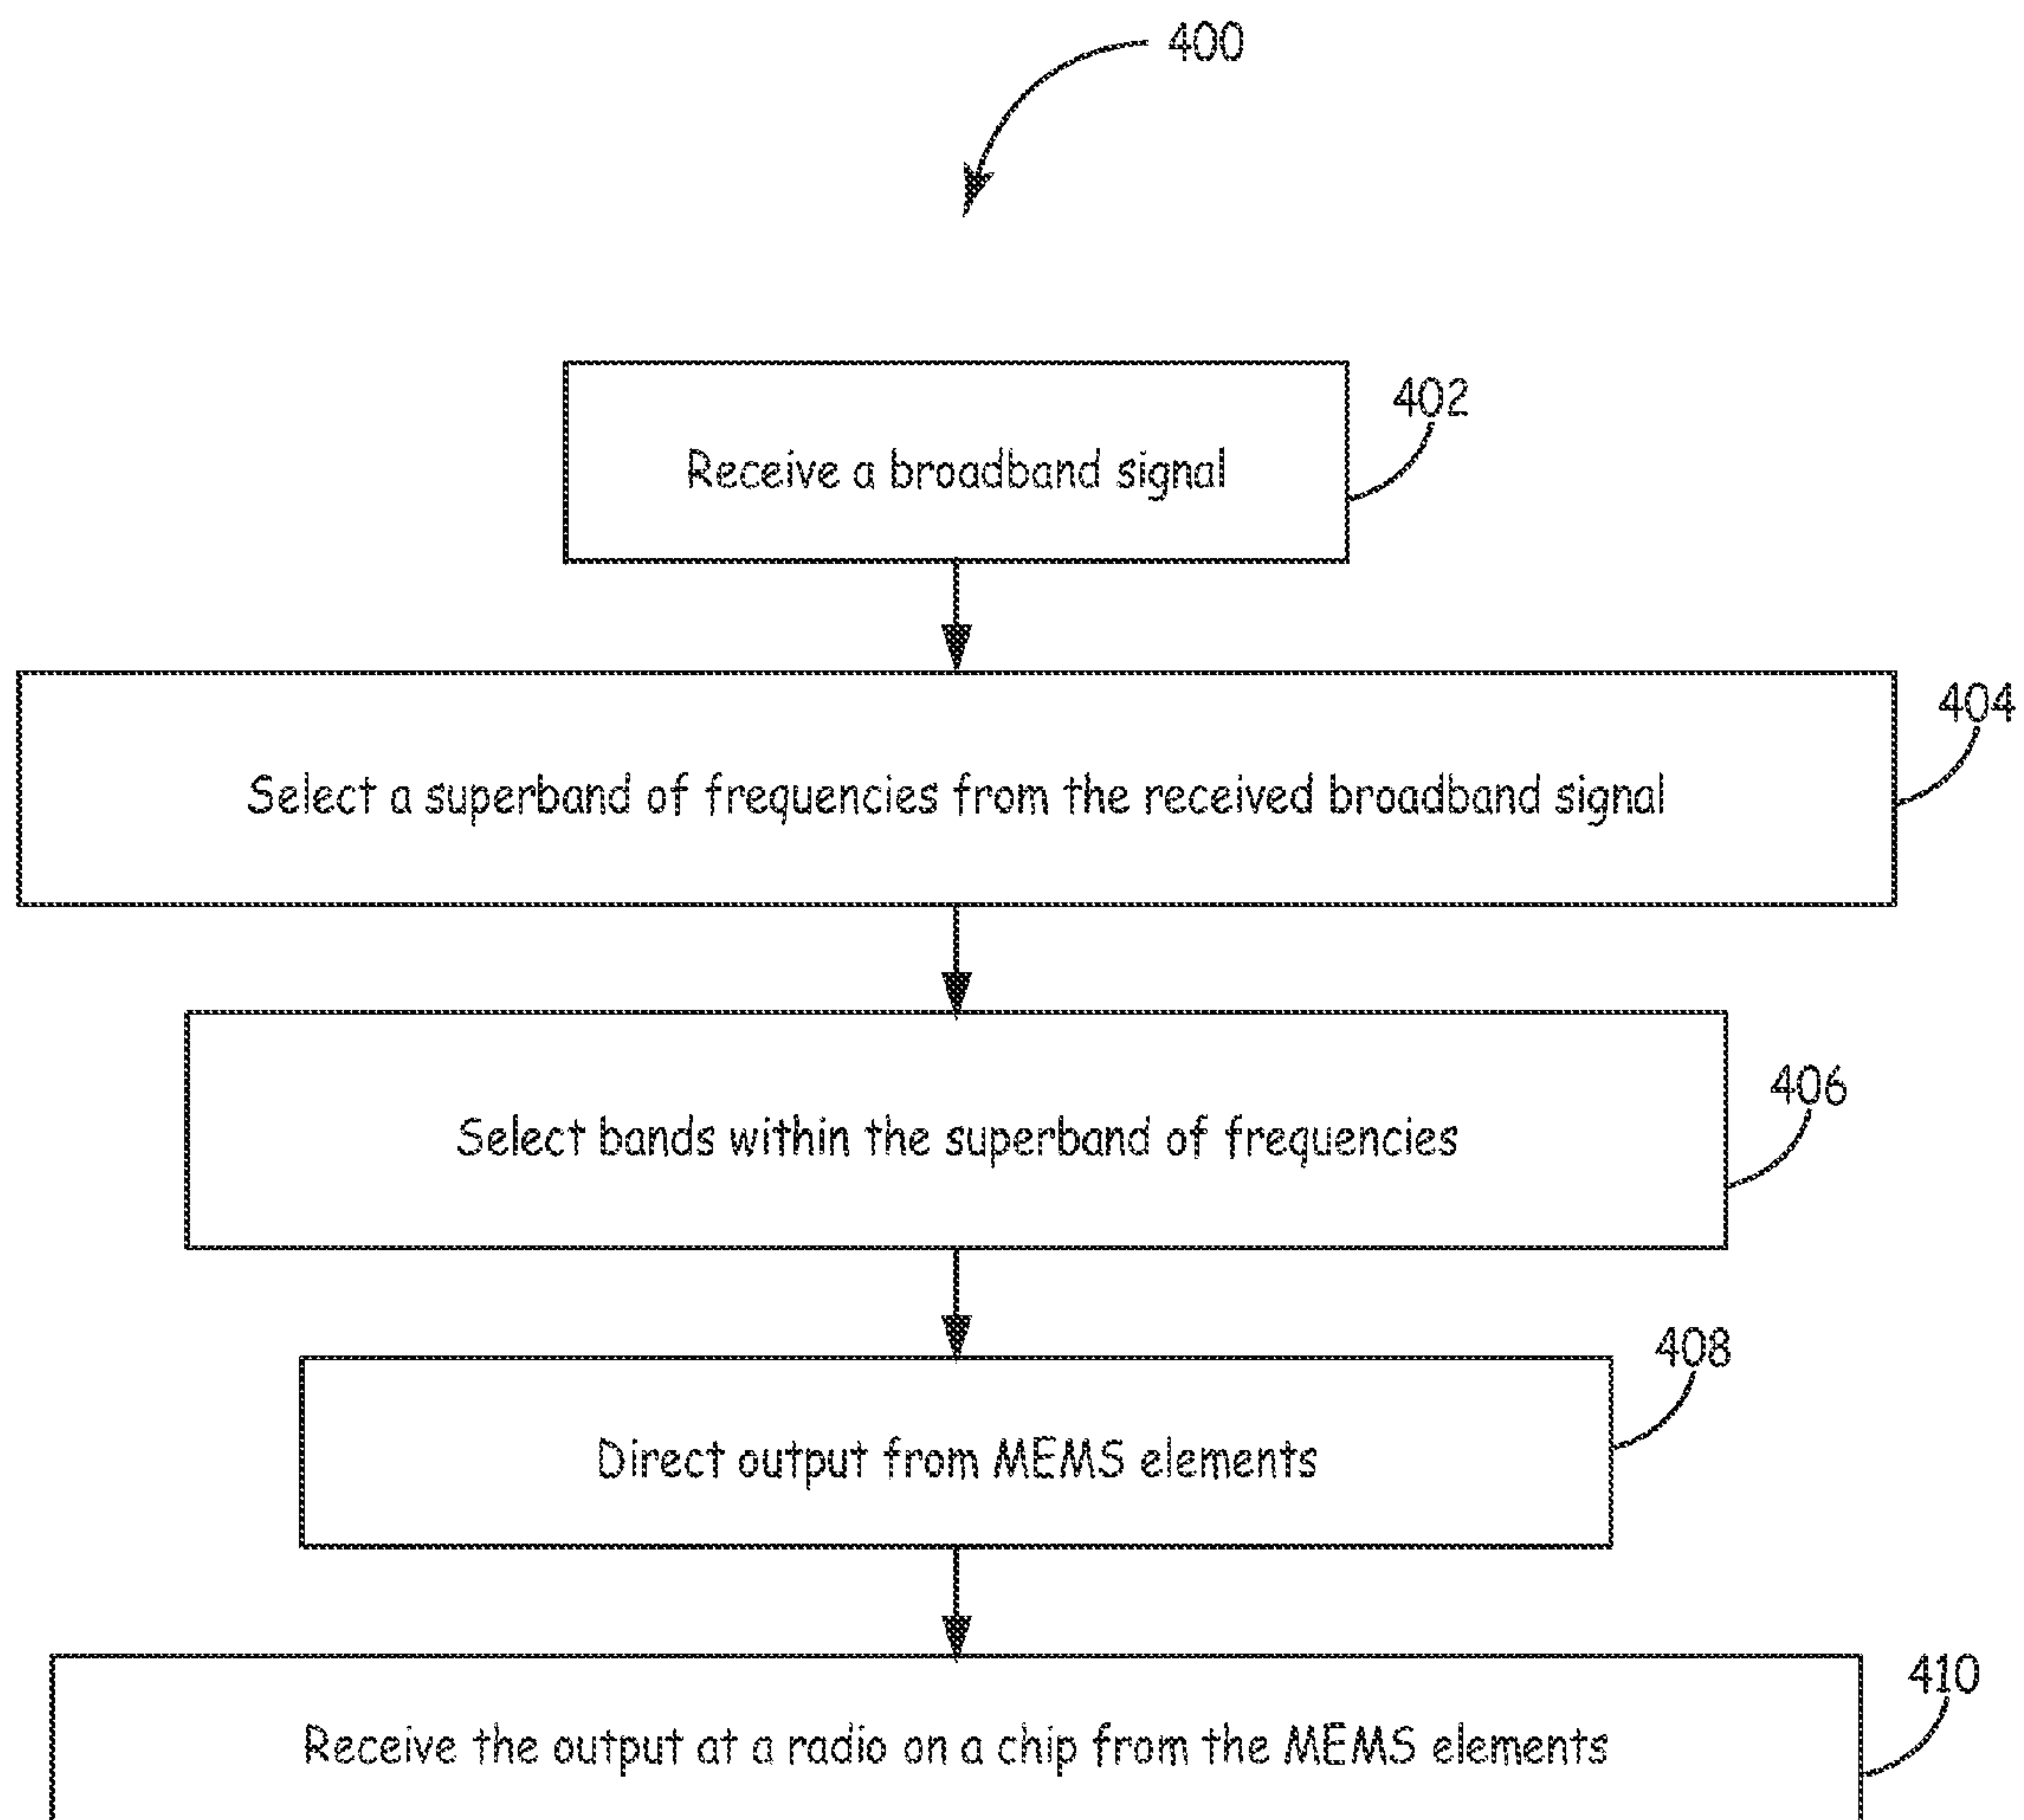 400
402
Receive a broadband signal
404
Select a superband of frequencies from the received broadband signal
406
Select bands within the superband of frequencies
408
Direct output from MEMS elements
410
Receive the output at a radio on a chip from the MEMS elements